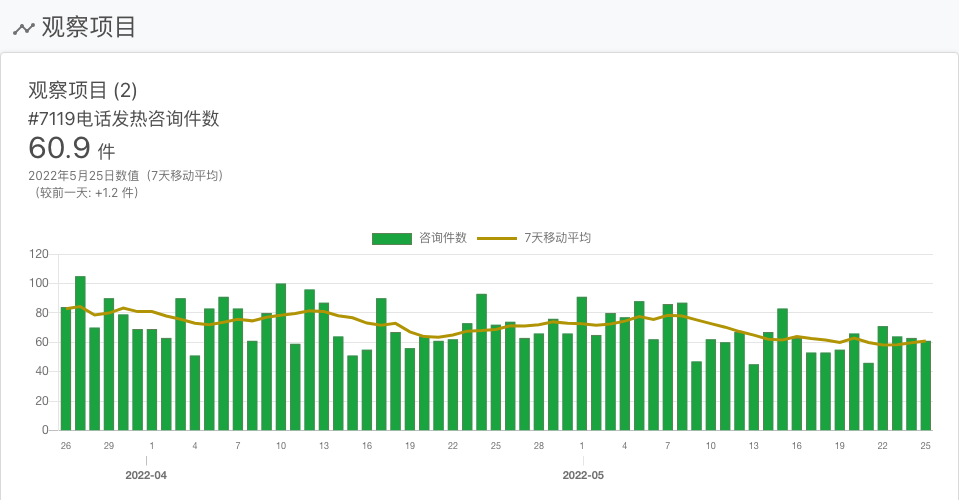 观察项目
观察项目 (2)
#7119电话发热咨询件数
60.9 件
2022年5月25日数值（7天移动平均）
（较前一天: +1.2 件）
咨询件数 7天移动平均
120
100
80
60
40
20
0
26 29 1 4 7 10 13 16 19 22 25 28 1 4 7 10 13 16 19 22 25
2022-04 2022-05